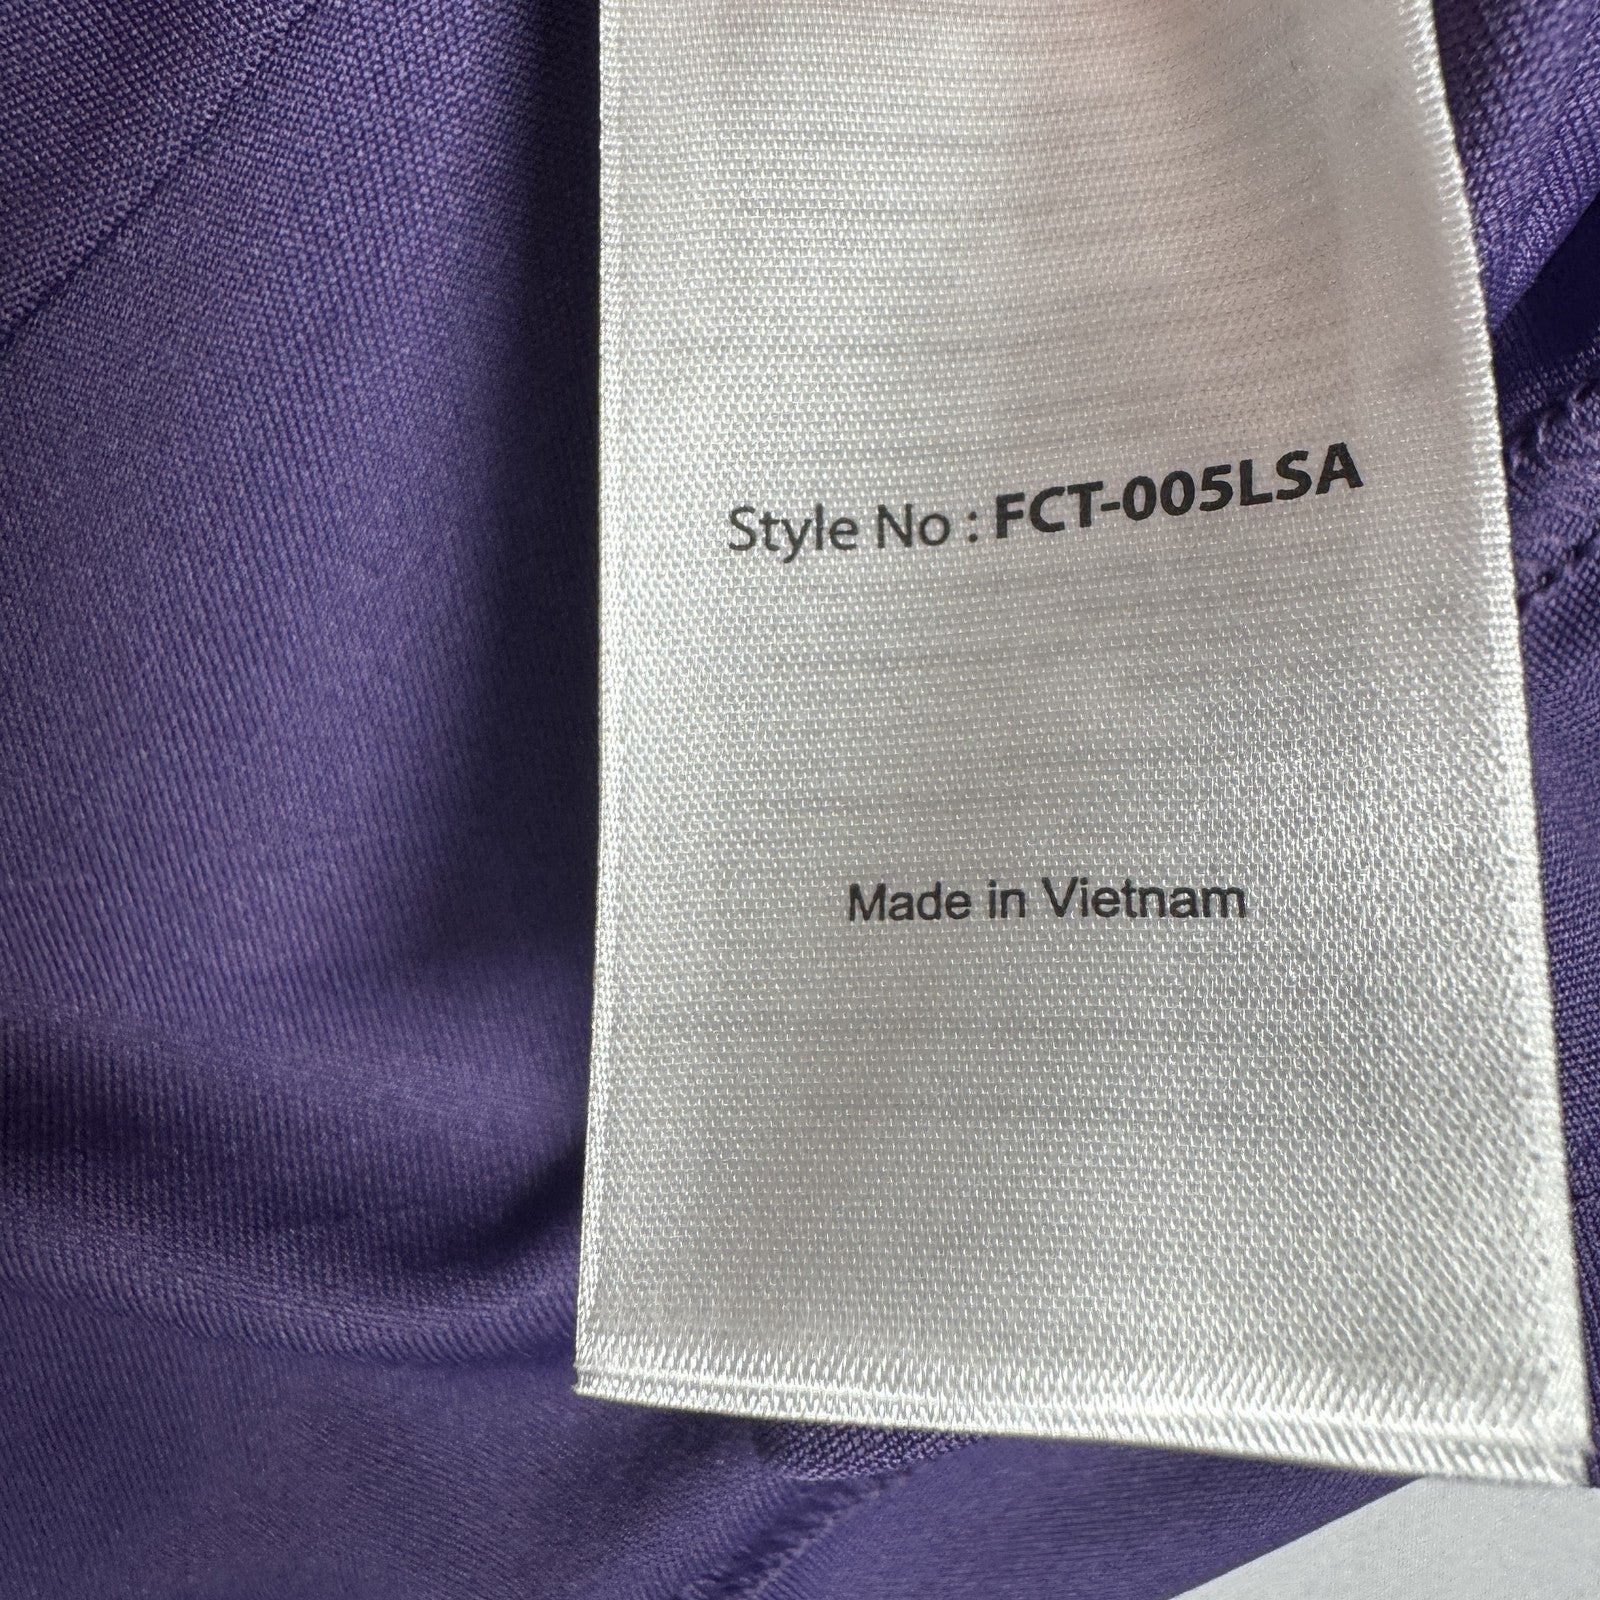 Style No : FCT-005LSA
Made in Vietnam